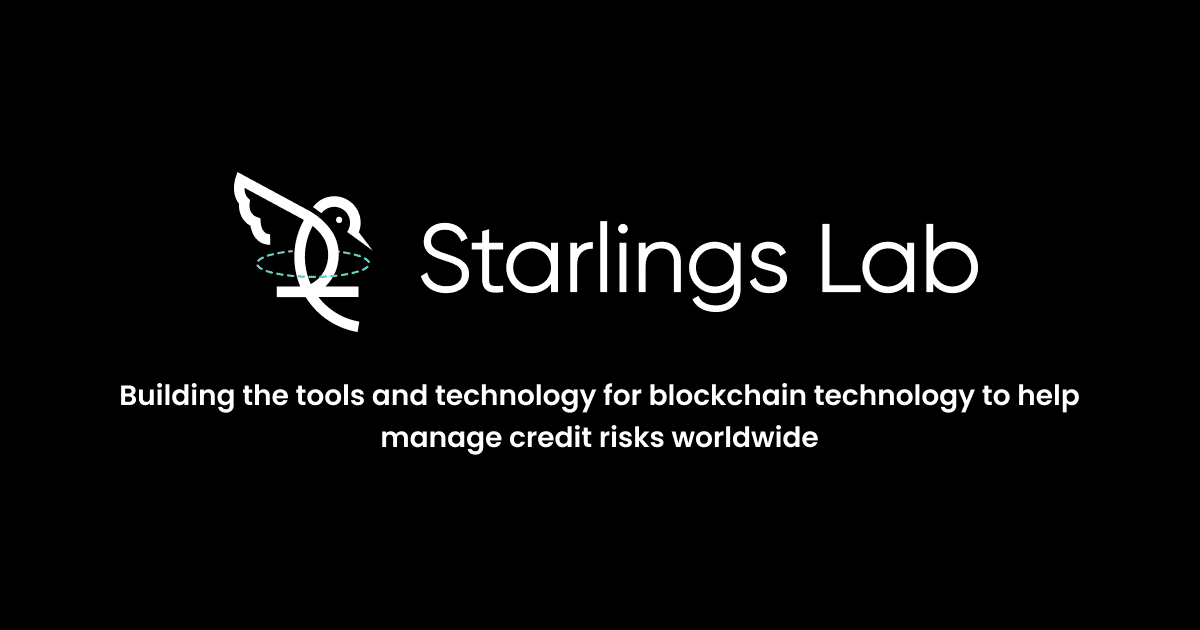 Starlings Lab
Building the tools and technology for blockchain technology to help
manage credit risks worldwide